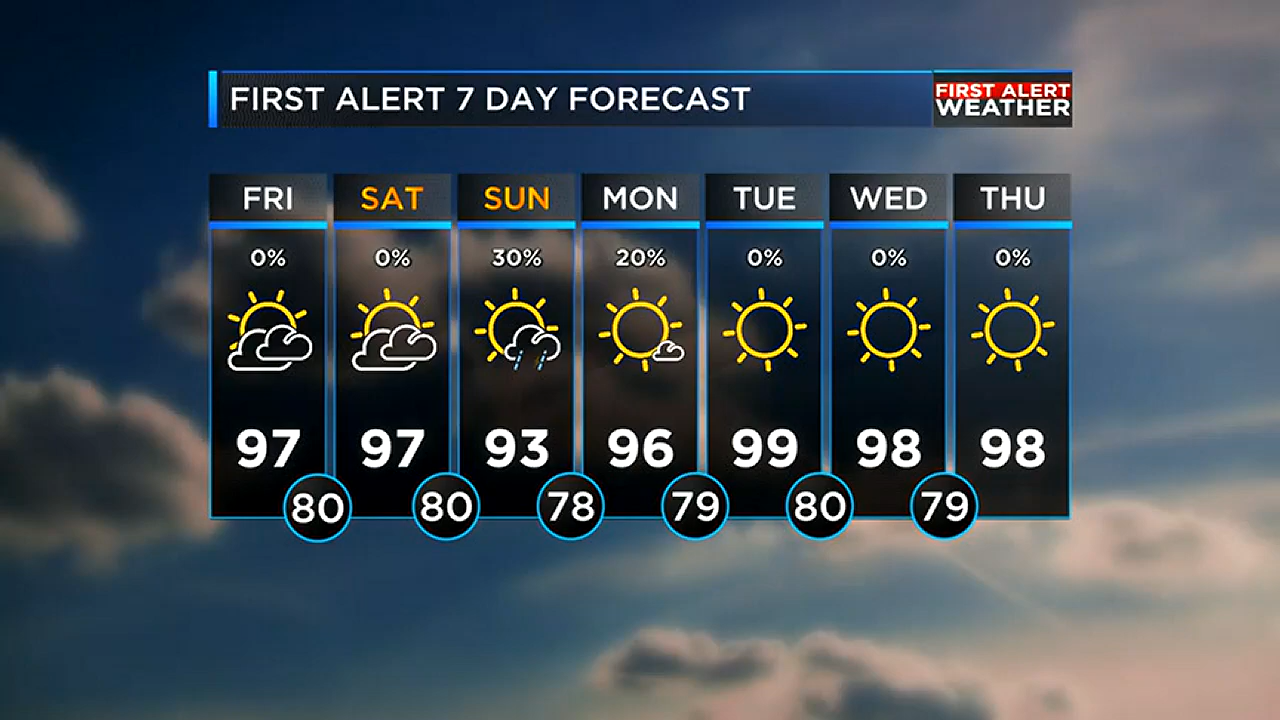 FIRST ALERT 7 DAY FORECAST
FIRST ALERT
WEATHER
FRI SAT SUN MON TUE WED THU
0% 0% 30% 20% 0% 0% 0%
97 97 93 96 99 98 98
80 80 78 79 80 79